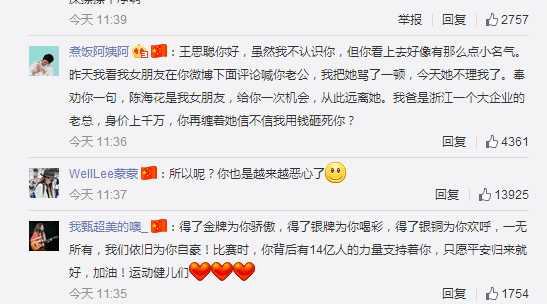 今天 11:39 举报 回复 2757
煮饭阿姨阿：王思聪你好，虽然我不认识你，但你看上去好像有那么点小名气。
昨天我看我女朋友在你微博下面评论喊你老公，我把她骂了一顿，今天她不理我了。奉
劝你一句，陈海花是我女朋友，给你一次机会，从此远离她。我爸是浙江一个大企业的
老总，身价上千万，你再缠着她信不信我用钱砸死你？
今天 11:36 回复 4361
WellLee蒙蒙：所以呢？你也是越来越恶心了
今天 11:37 回复 13925
我甄超美的噢_：得了金牌为你骄傲，得了银牌为你喝彩，得了银铜为你欢呼，一无
所有，我们依旧为你自豪！比赛时，你背后有14亿人的力量支持着你，只愿平安归来就
好，加油！运动健儿们
今天 11:35 回复 1754